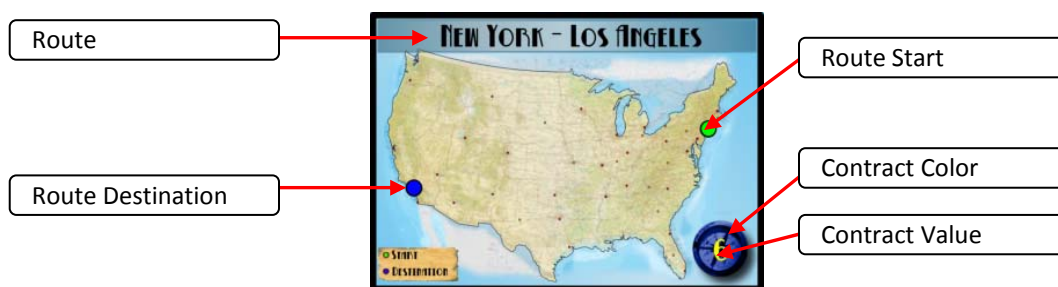 Route
NEW YORK - LOS ANGELES
Route Start
Contract Color
Route Destination
Contract Value
6
START
DESTINATION